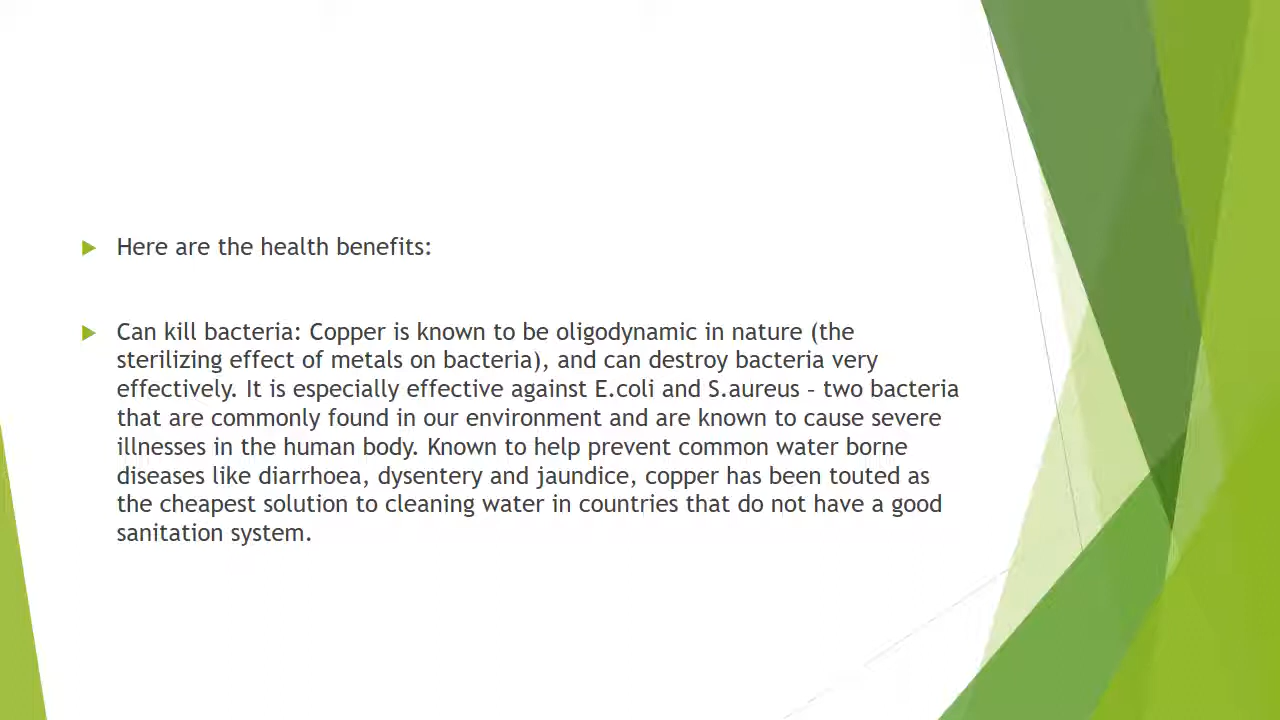 Here are the health benefits:
Can kill bacteria: Copper is known to be oligodynamic in nature (the
sterilizing effect of metals on bacteria), and can destroy bacteria very
effectively. It is especially effective against E.coli and S.aureus – two bacteria
that are commonly found in our environment and are known to cause severe
illnesses in the human body. Known to help prevent common water borne
diseases like diarrhoea, dysentery and jaundice, copper has been touted as
the cheapest solution to cleaning water in countries that do not have a good
sanitation system.